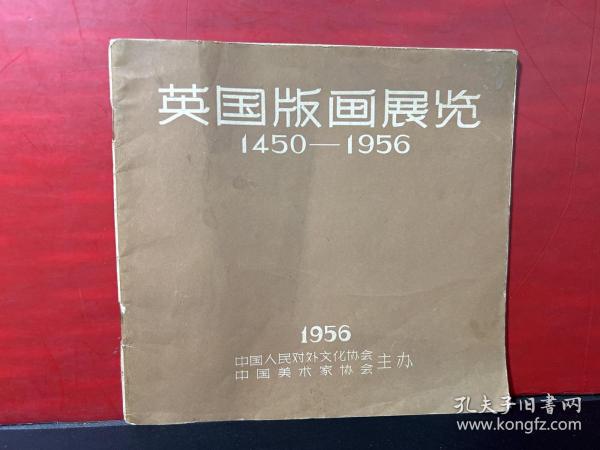 英国版画展览
1450—1956
1956
中国人民对外文化协会
中国美术家协会
主办
孔夫子旧书网
www.kongfz.com